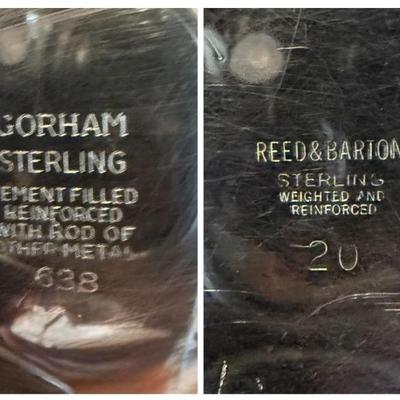 GORHAM
STERLING
CEMENT FILLED
REINFORCED
WITH ROD OF
OTHER METAL
638
REED & BARTON
STERLING
WEIGHTED AND
REINFORCED
20